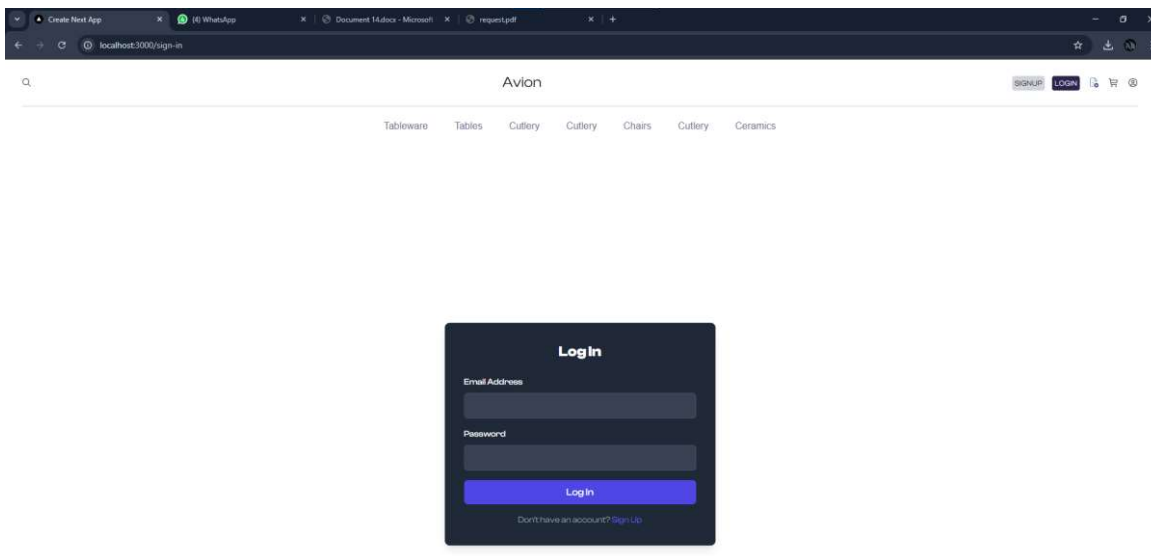 Create Next App (4) WhatsApp Document 14.docx - Microsoft request.pdf
localhost:3000/sign-in
Avion SIGNUP LOGIN
Tableware Tables Cutlery Cutlery Chairs Cutlery Ceramics
Log In
Email Address
Password
Log In
Don't have an account? Sign Up